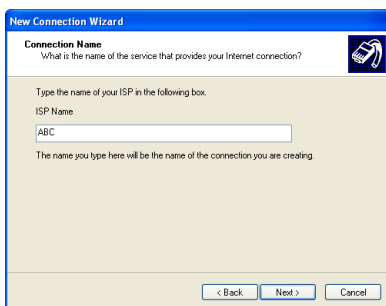 New Connection Wizard
Connection Name
What is the name of the service that provides your Internet connection?
Type the name of your ISP in the following box.
ISP Name
ABC
The name you type here will be the name of the connection you are creating.
< Back
Next >
Cancel